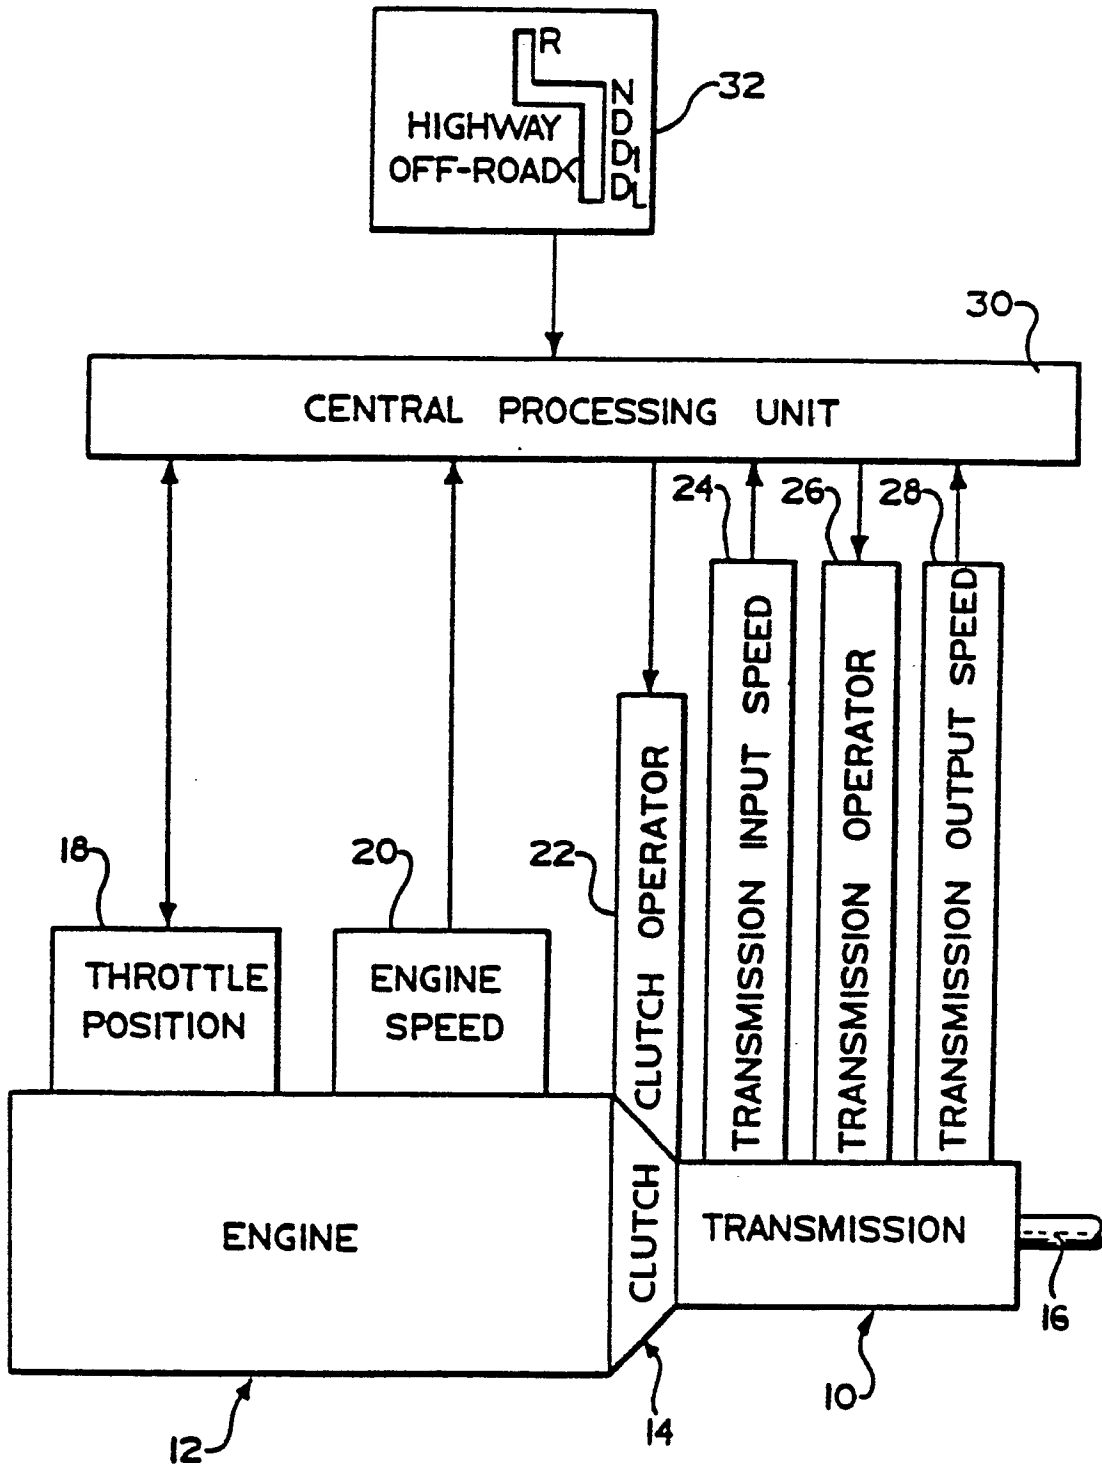 R
N
HIGHWAY
D
D1
OFF-ROAD
DL
32
30
CENTRAL PROCESSING UNIT
24
26
28
18
20
22
THROTTLE
POSITION
ENGINE
SPEED
CLUTCH OPERATOR
TRANSMISSION INPUT SPEED
TRANSMISSION OPERATOR
TRANSMISSION OUTPUT SPEED
ENGINE
CLUTCH
TRANSMISSION
16
10
14
12